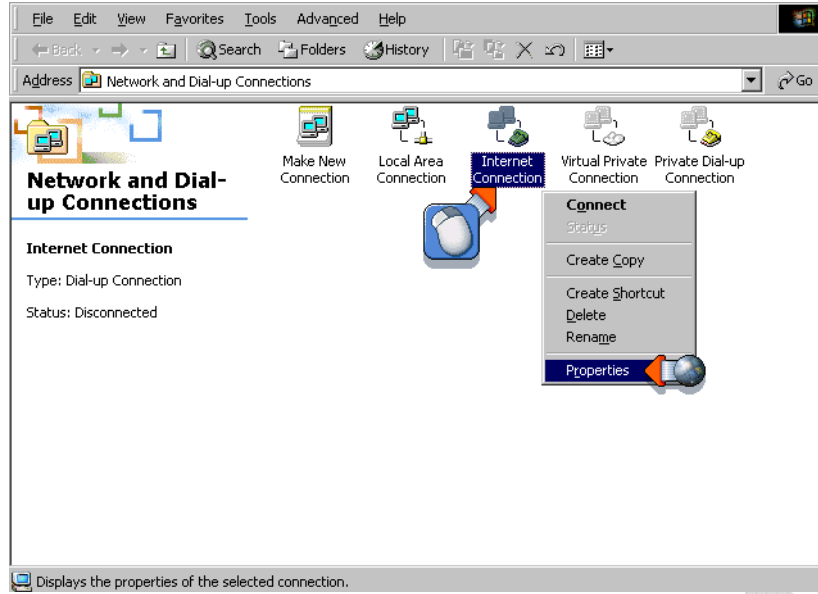 File Edit View Favorites Tools Advanced Help
Back Search Folders History
Address Network and Dial-up Connections Go
Make New Connection
Local Area Connection
Internet Connection
Virtual Private Connection
Private Dial-up Connection
Network and Dial-
up Connections
Internet Connection
Type: Dial-up Connection
Status: Disconnected
Connect
Status
Create Copy
Create Shortcut
Delete
Rename
Properties
Displays the properties of the selected connection.